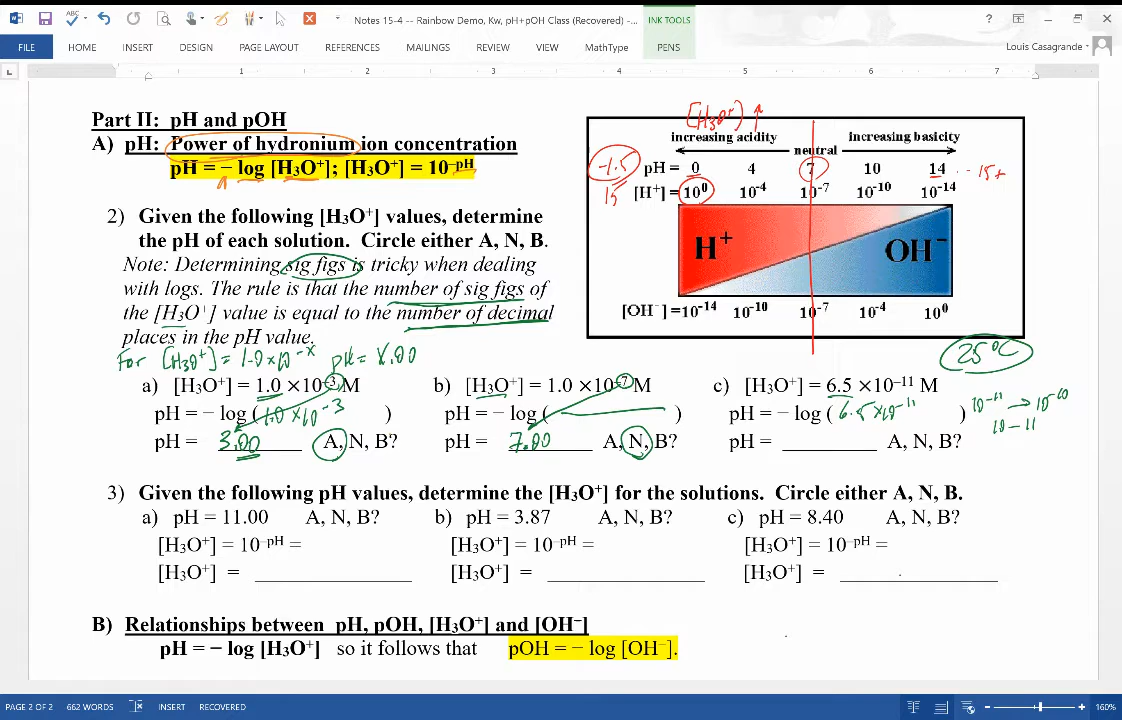 Notes 15-4 -- Rainbow Demo, Kw, pH+pOH Class (Recovered) -...
INK TOOLS
FILE HOME INSERT DESIGN PAGE LAYOUT REFERENCES MAILINGS REVIEW VIEW MathType PENS
Louis Casagrande
1 2 3 4 5 6 7
Part II: pH and pOH
A) pH: Power of hydronium ion concentration
pH = − log [H₃O⁺]; [H₃O⁺] = 10⁻ᵖᴴ
[H₃O⁺] ↑
increasing acidity increasing basicity
neutral
-1.5 pH = 0 4 7 10 14 -- 15+
15 [H⁺] = 10⁰ 10⁻⁴ 10⁻⁷ 10⁻¹⁰ 10⁻¹⁴
H⁺ OH⁻
[OH⁻] =10⁻¹⁴ 10⁻¹⁰ 10⁻⁷ 10⁻⁴ 10⁰
25°C
2) Given the following [H₃O⁺] values, determine
the pH of each solution. Circle either A, N, B.
Note: Determining sig figs is tricky when dealing
with logs. The rule is that the number of sig figs of
the [H₃O⁺] value is equal to the number of decimal
places in the pH value.
For [H₃O⁺] = 1.0 × 10⁻ˣ pH = X.00
a) [H₃O⁺] = 1.0 ×10⁻³ M
pH = − log ( 1.0 × 10⁻³ )
pH = 3.00 A, N, B?
b) [H₃O⁺] = 1.0 ×10⁻⁷ M
pH = − log ( )
pH = 7.00 A, N, B?
c) [H₃O⁺] = 6.5 ×10⁻¹¹ M
pH = − log ( 6.5 × 10⁻¹¹ ) 10⁻¹¹ → 10⁻¹⁰
10 – 11
pH = A, N, B?
3) Given the following pH values, determine the [H₃O⁺] for the solutions. Circle either A, N, B.
a) pH = 11.00 A, N, B?
[H₃O⁺] = 10⁻ᵖᴴ =
[H₃O⁺] =
b) pH = 3.87 A, N, B?
[H₃O⁺] = 10⁻ᵖᴴ =
[H₃O⁺] =
c) pH = 8.40 A, N, B?
[H₃O⁺] = 10⁻ᵖᴴ =
[H₃O⁺] =
B) Relationships between pH, pOH, [H₃O⁺] and [OH⁻]
pH = − log [H₃O⁺] so it follows that pOH = − log [OH⁻].
PAGE 2 OF 2 662 WORDS INSERT RECOVERED 160%